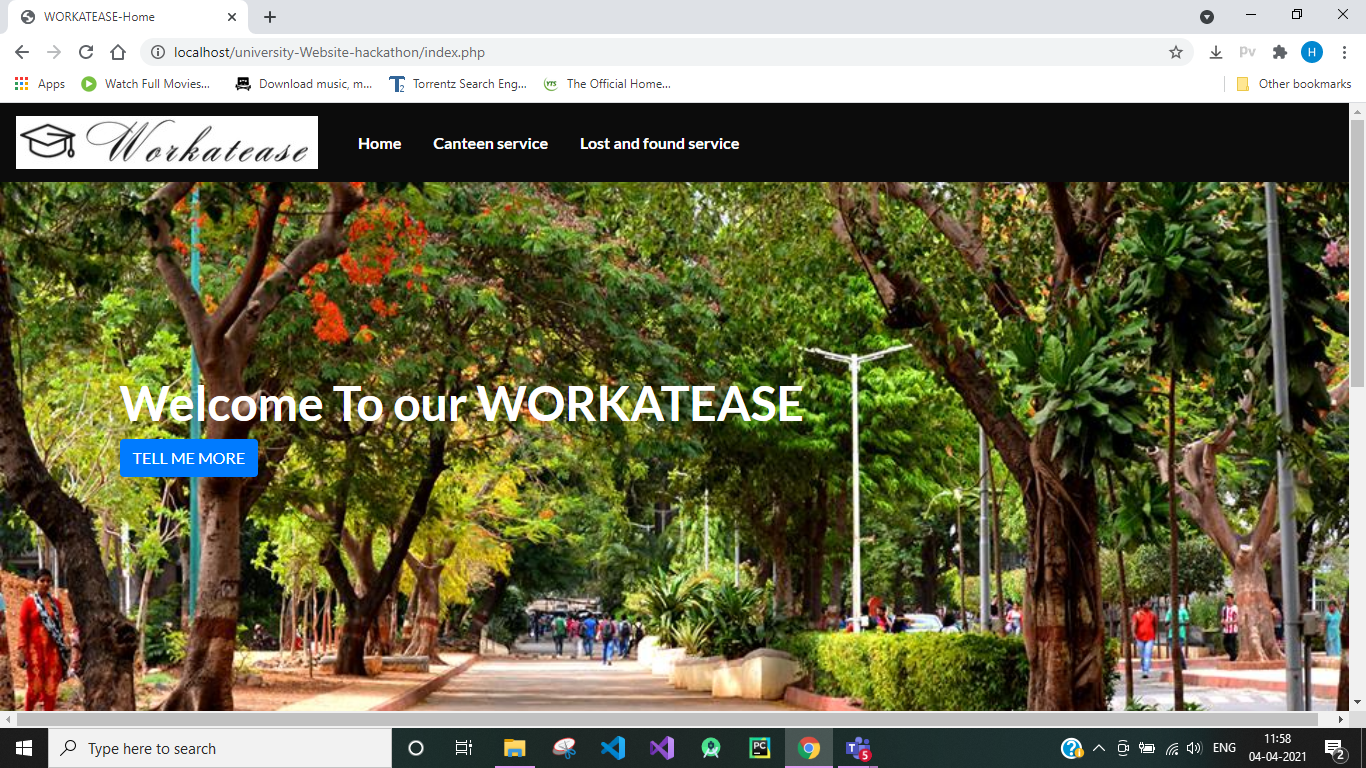 WORKATEASE-Home
localhost/university-Website-hackathon/index.php
Apps Watch Full Movies... Download music, m... Torrentz Search Eng... The Official Home... Other bookmarks
Workatease Home Canteen service Lost and found service
Welcome To our WORKATEASE
TELL ME MORE
Type here to search
ENG
11:58
04-04-2021